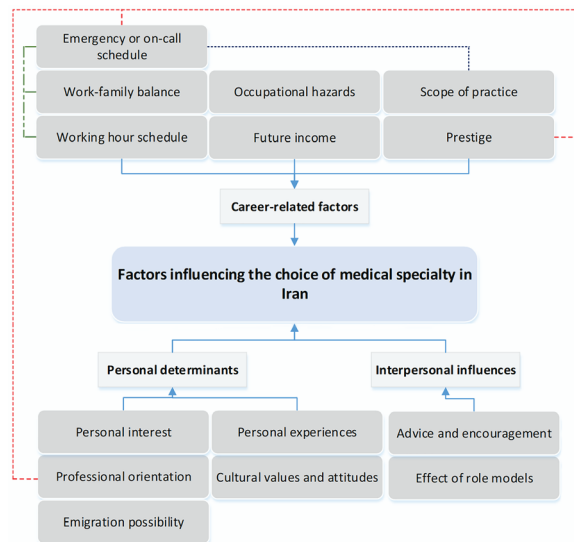 Emergency or on-call
schedule
Work-family balance
Occupational hazards
Scope of practice
Working hour schedule
Future income
Prestige
Career-related factors
Factors influencing the choice of medical specialty in
Iran
Personal determinants
Interpersonal influences
Personal interest
Personal experiences
Advice and encouragement
Professional orientation
Cultural values and attitudes
Effect of role models
Emigration possibility